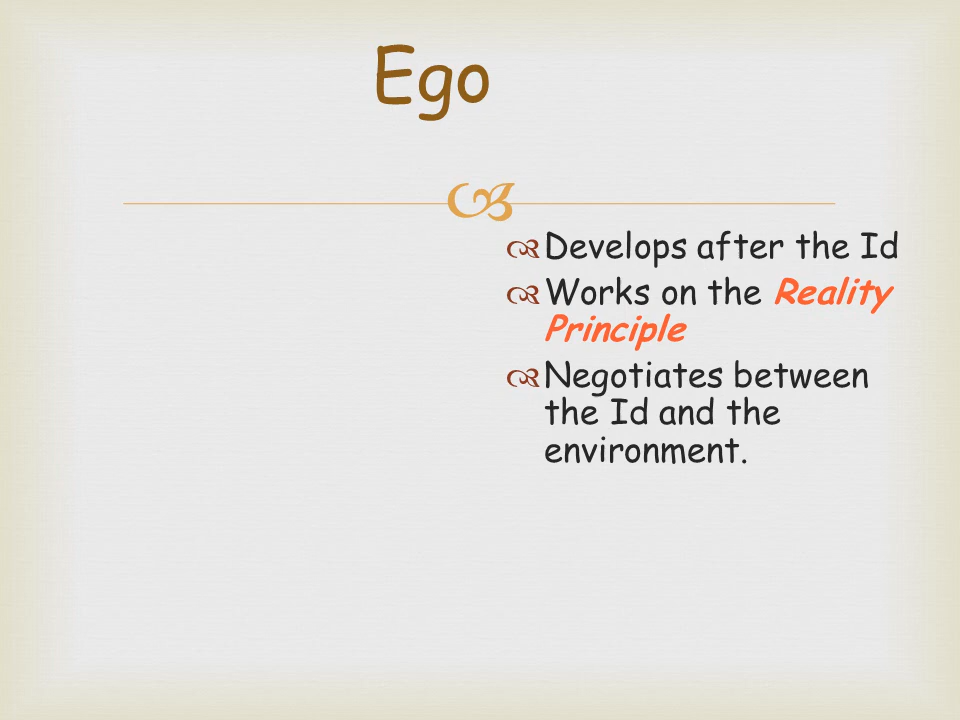 Ego
Develops after the Id
Works on the Reality
Principle
Negotiates between
the Id and the
environment.